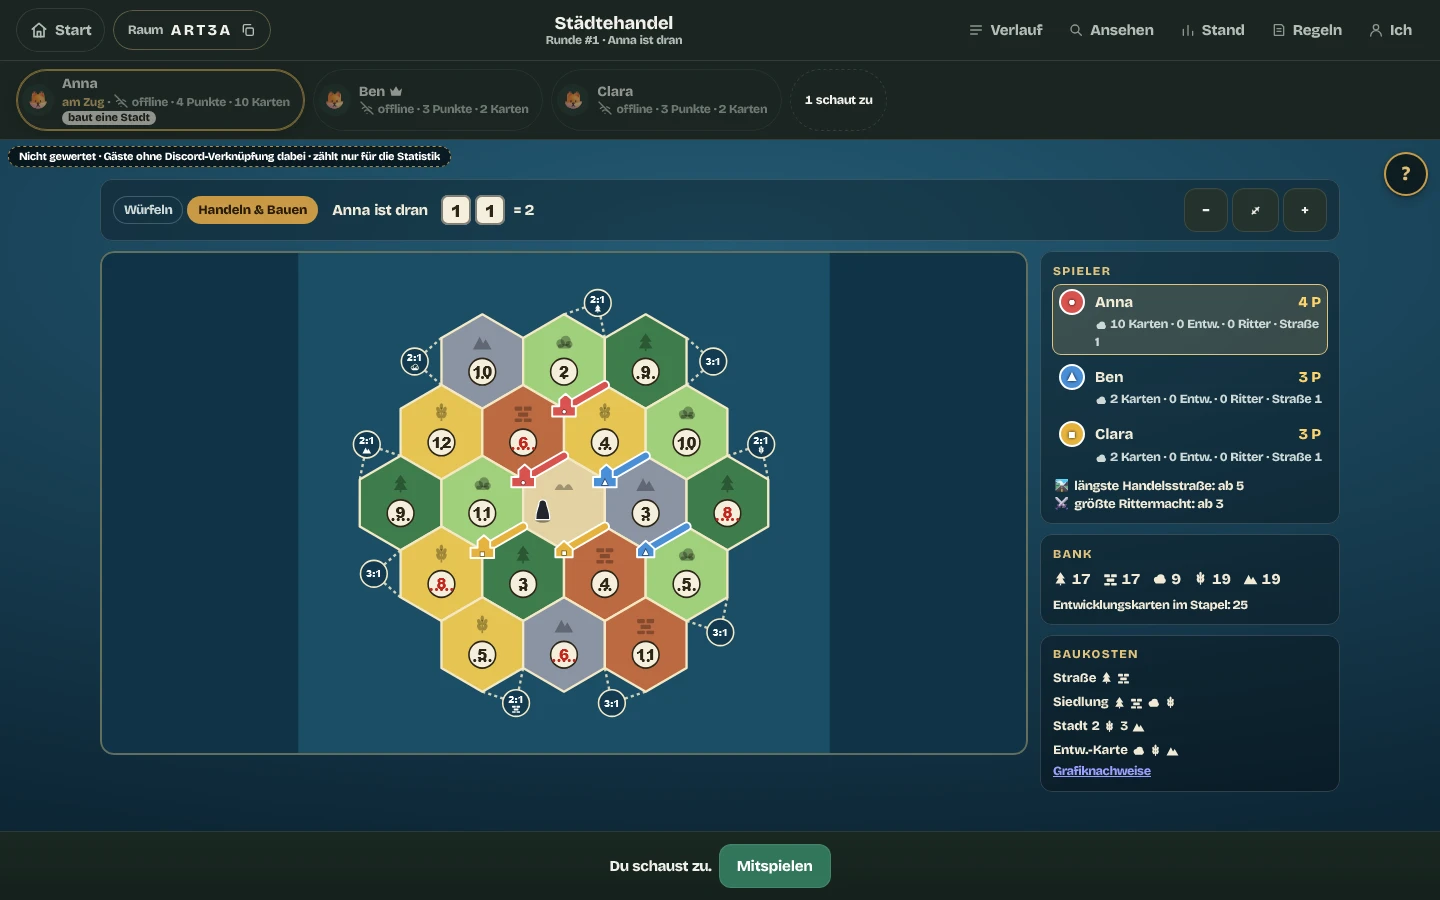 Start
Raum ART3A
Städtehandel
Runde #1 · Anna ist dran
Verlauf
Ansehen
Stand
Regeln
Ich
Anna
am Zug · offline · 4 Punkte · 10 Karten
baut eine Stadt
Ben
offline · 3 Punkte · 2 Karten
Clara
offline · 3 Punkte · 2 Karten
1 schaut zu
Nicht gewertet · Gäste ohne Discord-Verknüpfung dabei · zählt nur für die Statistik
?
Würfeln
Handeln & Bauen
Anna ist dran
1 1 = 2
−
+
2:1
2:1
3:1
10 2 9
2:1
2:1
12 6 4 10
9 11 3 8
3:1
8 3 4 5
3:1
5 6 11
2:1
3:1
SPIELER
Anna 4 P
10 Karten · 0 Entw. · 0 Ritter · Straße
1
Ben 3 P
2 Karten · 0 Entw. · 0 Ritter · Straße 1
Clara 3 P
2 Karten · 0 Entw. · 0 Ritter · Straße 1
längste Handelsstraße: ab 5
größte Rittermacht: ab 3
BANK
17 17 9 19 19
Entwicklungskarten im Stapel: 25
BAUKOSTEN
Straße
Siedlung
Stadt 2 3
Entw.-Karte
Grafiknachweise
Du schaust zu.
Mitspielen